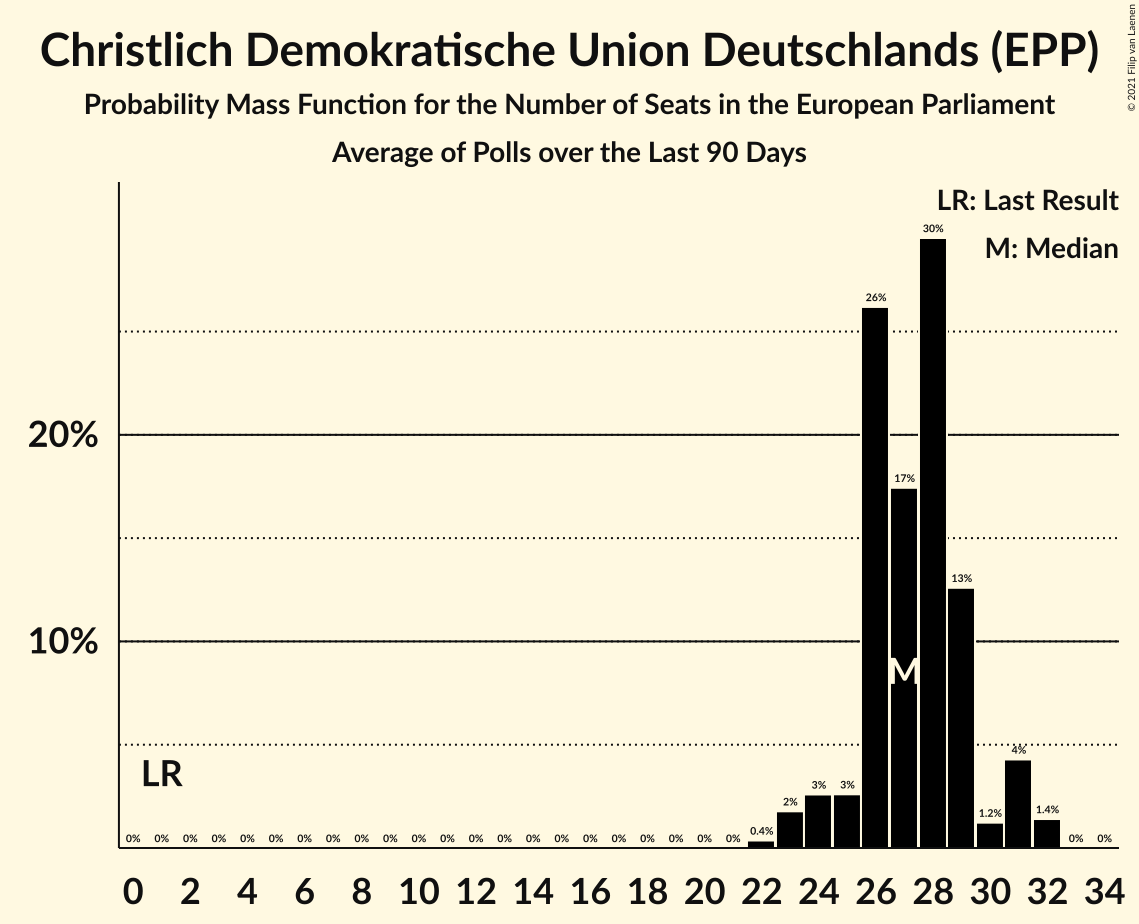 Christlich Demokratische Union Deutschlands (EPP)
Probability Mass Function for the Number of Seats in the European Parliament
Average of Polls over the Last 90 Days
© 2021 Filip van Laenen
LR: Last Result
M: Median
30%
26%
20%
17%
13%
10%
M
4%
LR
3% 3%
2%
1.2% 1.4%
0.4%
0% 0% 0% 0% 0% 0% 0% 0% 0% 0% 0% 0% 0% 0% 0% 0% 0% 0% 0% 0% 0% 0% 0% 0%
0 2 4 6 8 10 12 14 16 18 20 22 24 26 28 30 32 34